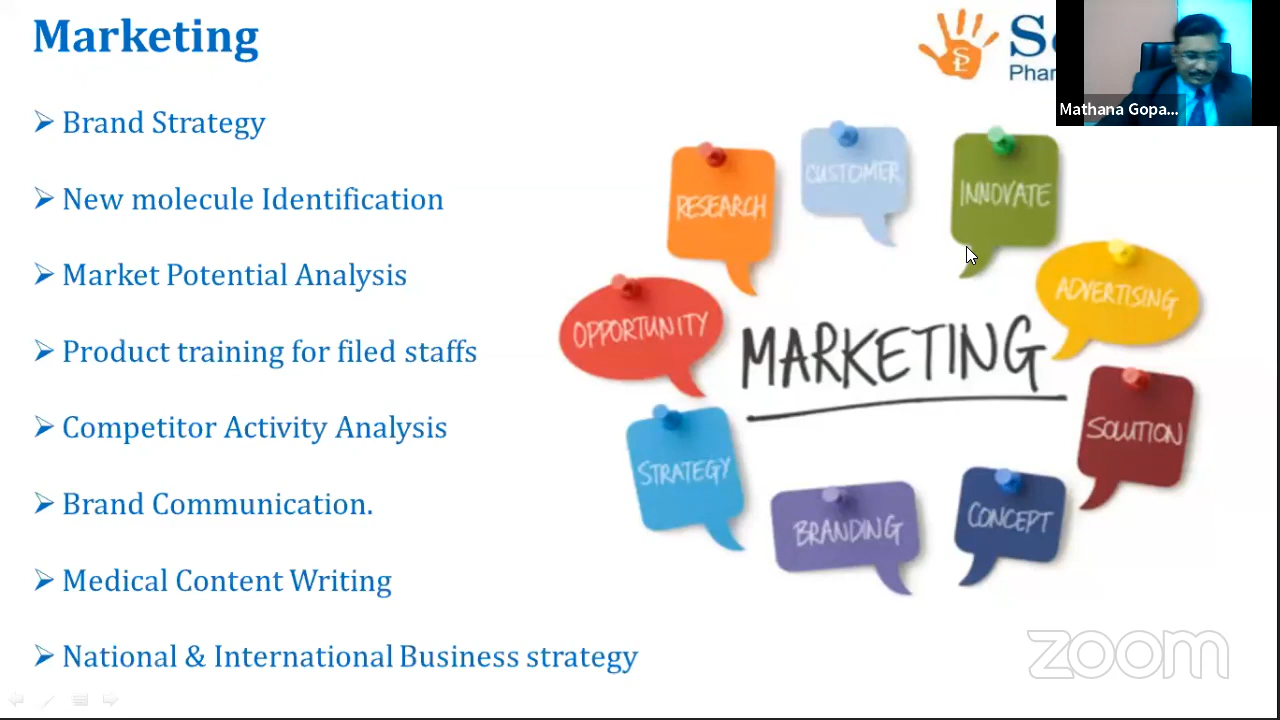 Marketing
Brand Strategy
New molecule Identification
Market Potential Analysis
Product training for filed staffs
Competitor Activity Analysis
Brand Communication.
Medical Content Writing
National & International Business strategy
RESEARCH
CUSTOMER
INNOVATE
ADVERTISING
OPPORTUNITY
MARKETING
SOLUTION
STRATEGY
BRANDING
CONCEPT
Mathana Gopa...
zoom